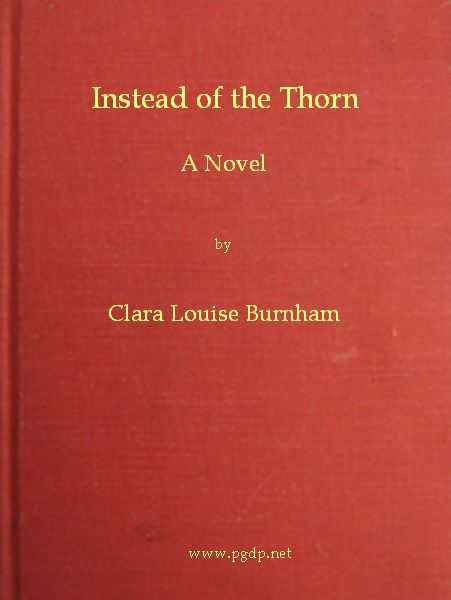 Instead of the Thorn
A Novel
by
Clara Louise Burnham
www.pgdp.net